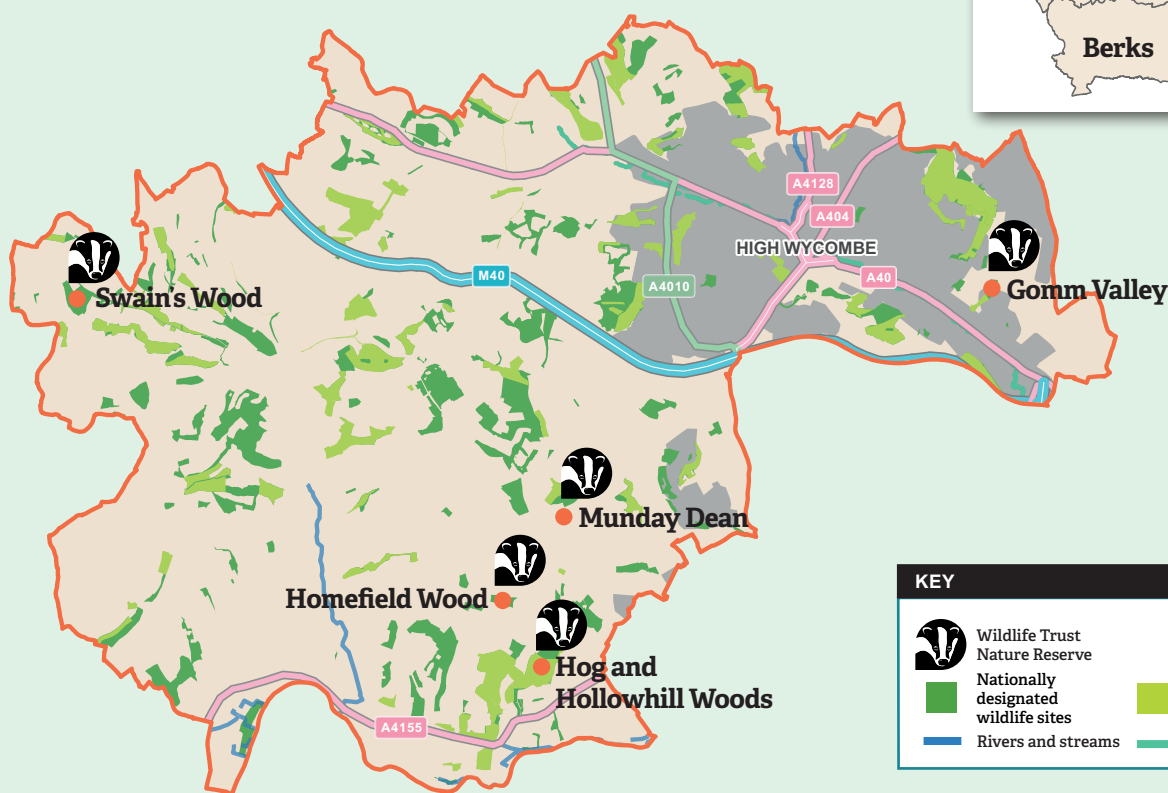 Berks
A4128
A404
HIGH WYCOMBE
M40
A4010
A40
Swain's Wood
Gomm Valley
Munday Dean
Homefield Wood
Hog and
Hollowhill Woods
A4155
KEY
Wildlife Trust
Nature Reserve
Nationally
designated
wildlife sites
Rivers and streams